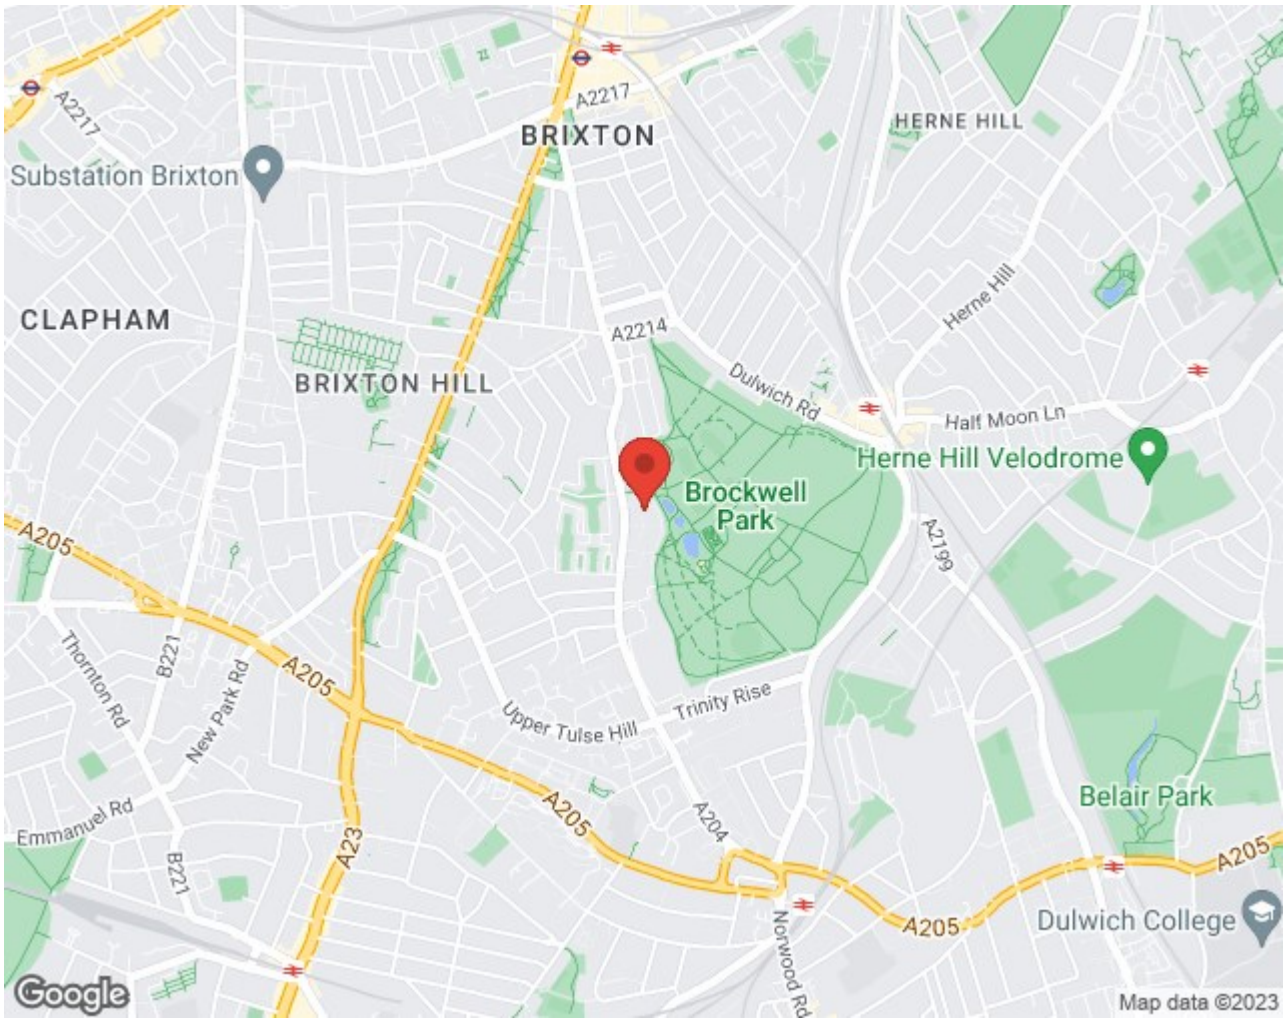 A2217
A2217
BRIXTON
HERNE HILL
Substation Brixton
Herne Hill
CLAPHAM
A2214
BRIXTON HILL
Dulwich Rd
Half Moon Ln
Herne Hill Velodrome
Brockwell
Park
A205
A2199
Thornton Rd
B221
New Park Rd
A205
Upper Tulse Hill
Trinity Rise
Belair Park
Emmanuel Rd
A23
A205
A204
A205
B221
Norwood Rd
A205
Dulwich College
Google
Map data ©2023